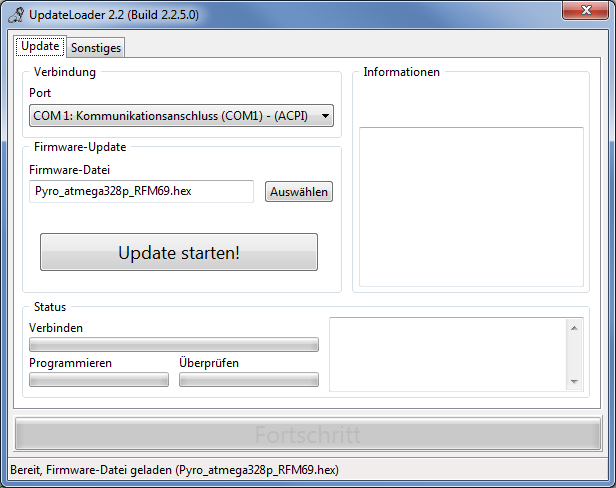 UpdateLoader 2.2 (Build 2.2.5.0)
Update Sonstiges
Verbindung
Port
COM 1: Kommunikationsanschluss (COM1) - (ACPI)
Informationen
Firmware-Update
Firmware-Datei
Pyro_atmega328p_RFM69.hex Auswählen
Update starten!
Status
Verbinden
Programmieren Überprüfen
Fortschritt
Bereit, Firmware-Datei geladen (Pyro_atmega328p_RFM69.hex)